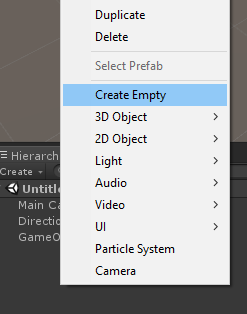 Duplicate
Delete
Select Prefab
Create Empty
3D Object
2D Object
Light
Audio
Video
UI
Particle System
Camera
Hierarch
Create
Untitle
Main Ca
Directio
GameO